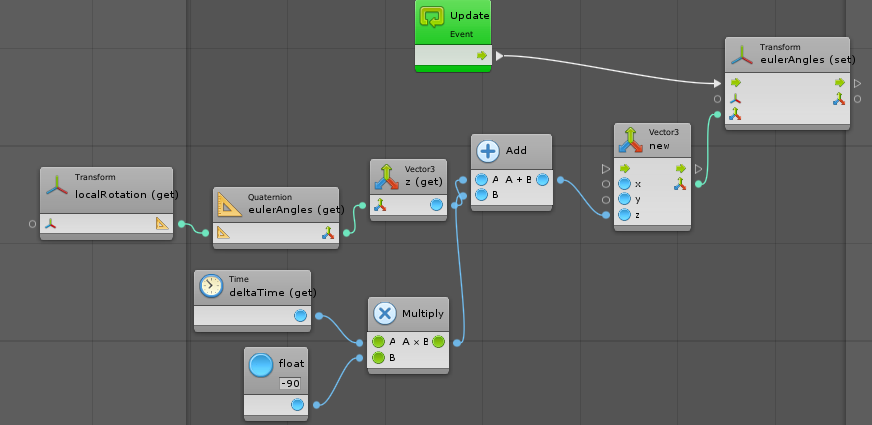 Update
Event
Transform
eulerAngles (set)
Vector3
new
x
y
z
Add
A A + B
B
Vector3
z (get)
Transform
localRotation (get)
Quaternion
eulerAngles (get)
Time
deltaTime (get)
Multiply
A A × B
B
float
-90